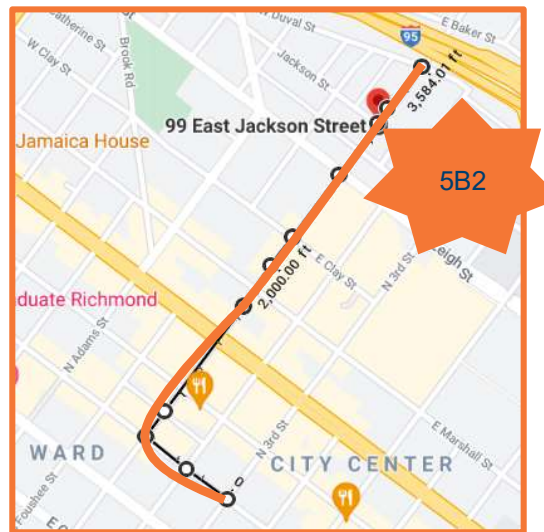 W Duval St
E Baker St
Catherine St
95
W Clay St
Brook Rd
Jackson St
3,584.01 ft
99 East Jackson Street
Jamaica House
5B2
E Clay St
N 3rd St
Leigh St
2,000.00 ft
duate Richmond
N Adams St
N 3rd St
E Marshall St
WARD
CITY CENTER
0
Foushee St
E